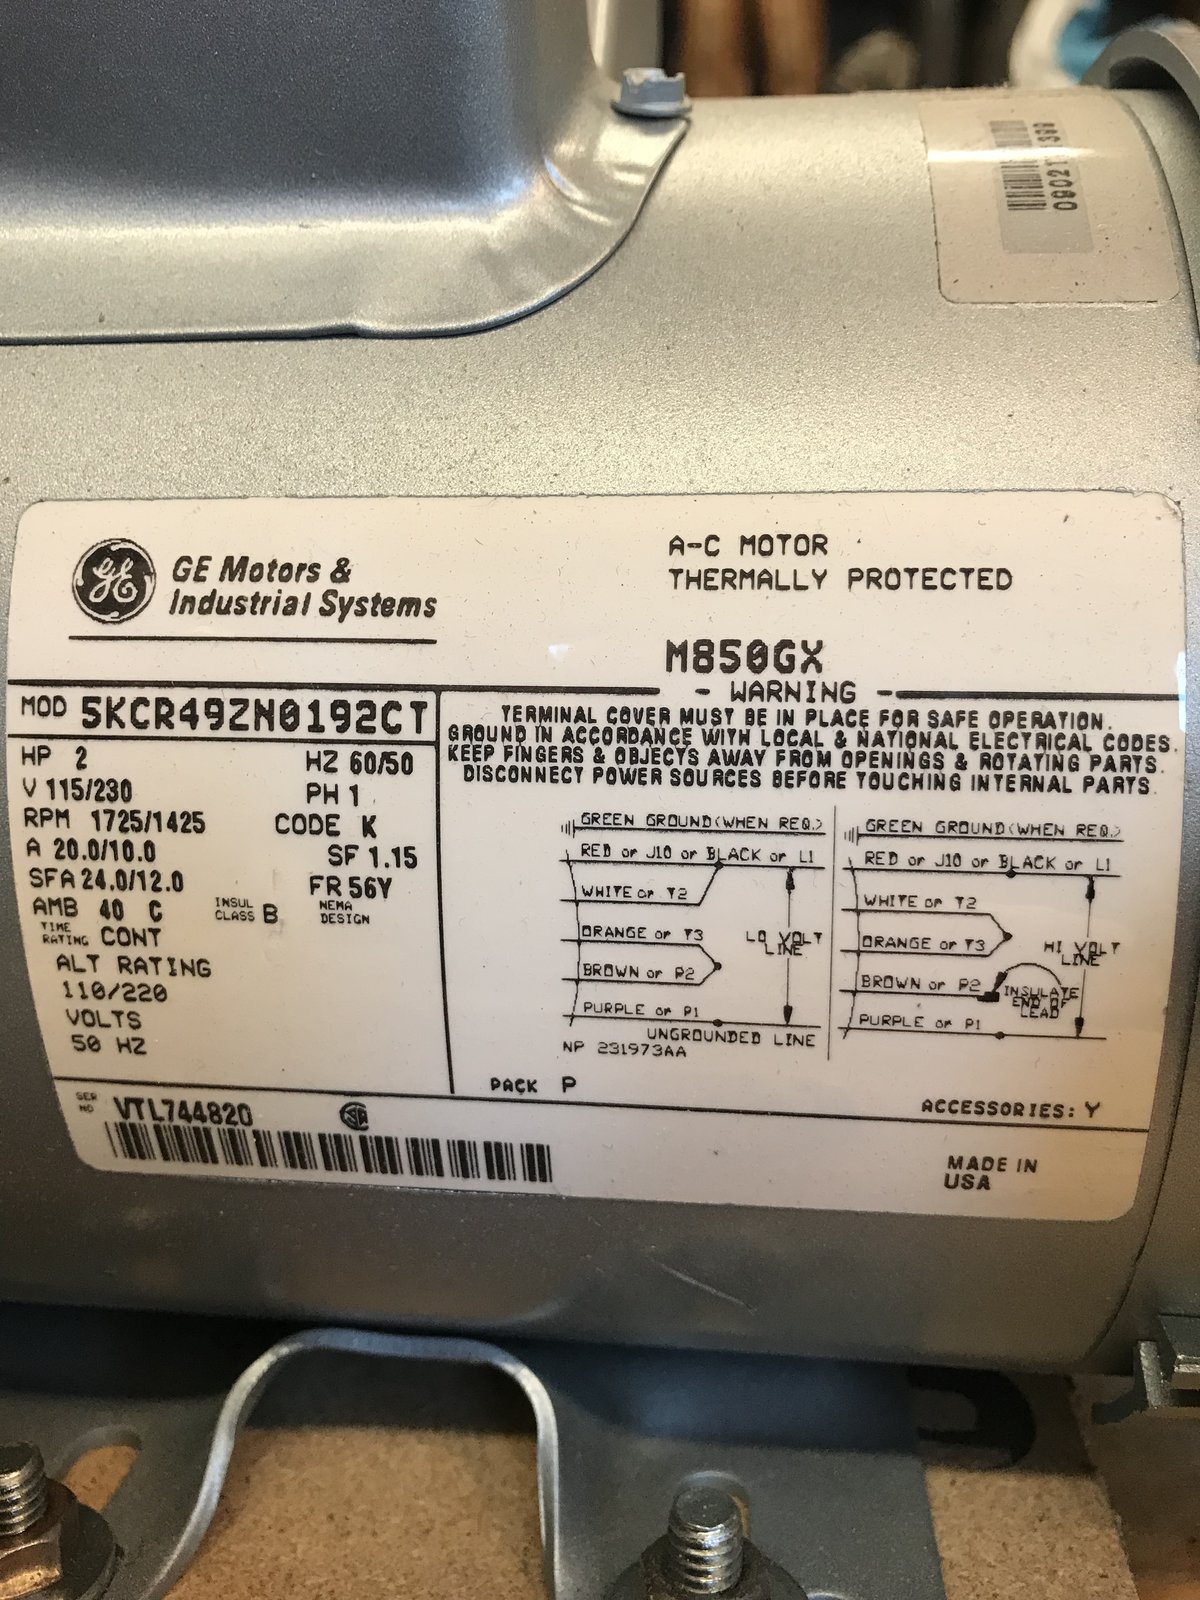 GE Motors &
Industrial Systems
A-C MOTOR
THERMALLY PROTECTED
M850GX
MOD 5KCR49ZN0192CT
HP 2 HZ 60/50
V 115/230 PH 1
RPM 1725/1425 CODE K
A 20.0/10.0 SF 1.15
SFA 24.0/12.0 FR 56Y
AMB 40 C INSUL CLASS B NEMA DESIGN
TIME RATING CONT
ALT RATING
110/220
VOLTS
50 HZ
- WARNING -
TERMINAL COVER MUST BE IN PLACE FOR SAFE OPERATION.
GROUND IN ACCORDANCE WITH LOCAL & NATIONAL ELECTRICAL CODES.
KEEP FINGERS & OBJECTS AWAY FROM OPENINGS & ROTATING PARTS.
DISCONNECT POWER SOURCES BEFORE TOUCHING INTERNAL PARTS.
GREEN GROUND(WHEN REQ.)
RED or J10 or BLACK or L1
WHITE or T2
ORANGE or T3
LO VOLT
LINE
BROWN or P2
PURPLE or P1
UNGROUNDED LINE
NP 231973AA
GREEN GROUND(WHEN REQ.)
RED or J10 or BLACK or L1
WHITE or T2
ORANGE or T3
HI VOLT
LINE
BROWN or P2
INSULATE
END OF
LEAD
PURPLE or P1
PACK P
ACCESSORIES: Y
SER NO VTL744820
MADE IN
USA